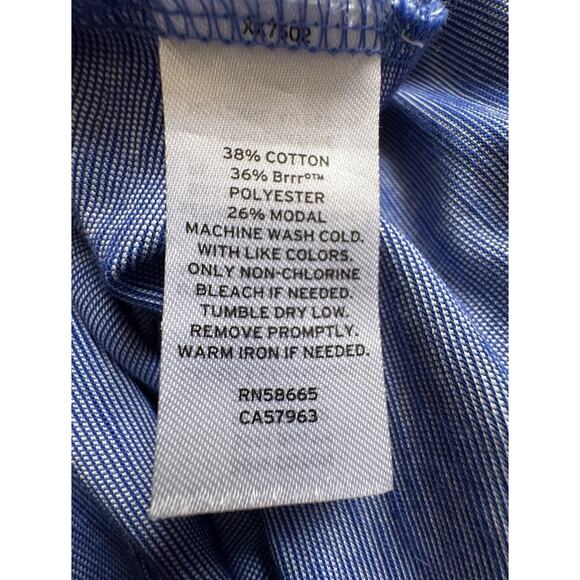 38% COTTON
36% Brrr°™
POLYESTER
26% MODAL
MACHINE WASH COLD.
WITH LIKE COLORS.
ONLY NON-CHLORINE
BLEACH IF NEEDED.
TUMBLE DRY LOW.
REMOVE PROMPTLY.
WARM IRON IF NEEDED.
RN58665
CA57963